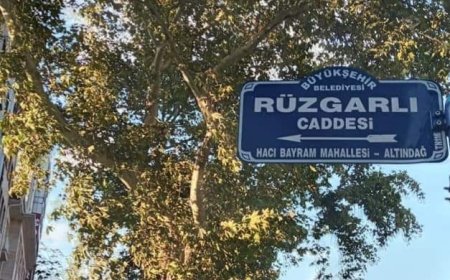 BÜYÜKŞEHİR
BELEDİYESİ
RÜZGARLI
CADDESİ
HACI BAYRAM MAHALLESİ - ALTINDAĞ